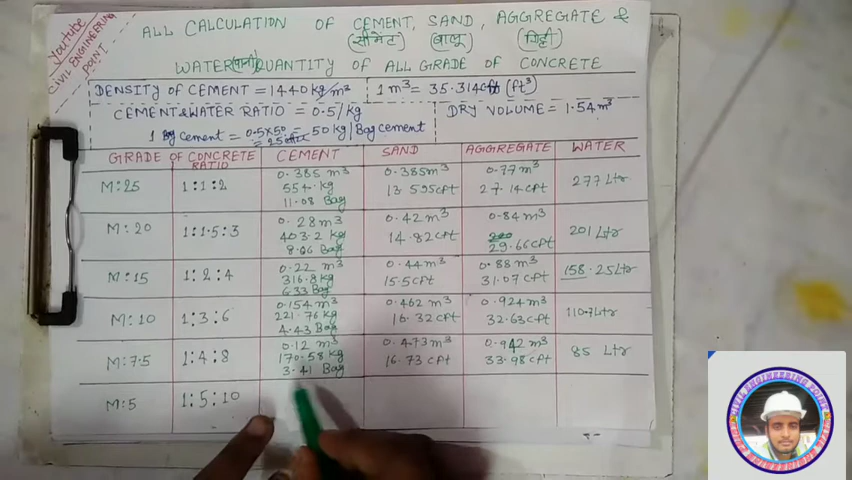 Youtube
CIVIL ENGINEERING
POINT
ALL CALCULATION OF CEMENT, SAND, AGGREGATE &
(सीमेंट) (बालू) (गिट्टी)
WATER(पानी) QUANTITY OF ALL GRADE OF CONCRETE
DENSITY OF CEMENT = 1440 kg/m³ 1 m³ = 35.314 cft (ft³)
CEMENT & WATER RATIO = 0.5/kg DRY VOLUME = 1.54 m³
1 Bag cement = 0.5×50 = 50 kg/Bag cement
= 25 liter
GRADE OF CONCRETE CEMENT SAND AGGREGATE WATER
RATIO
M:25 1:1:2 0.385 m³ 0.385m³ 0.77 m³ 277 Ltr
554. kg 13.595cft 27.14 cft
11.08 Bag
M:20 1:1.5:3 0.28 m³ 0.42 m³ 0.84 m³ 201 Ltr
403.2 kg 14.82 cft 29.66 cft
8.06 Bag
M:15 1:2:4 0.22 m³ 0.44 m³ 0.88 m³ 158.25 Ltr
316.8 kg 15.5cft 31.07 cft
6.33 Bag
M:10 1:3:6 0.154 m³ 0.462 m³ 0.924 m³ 110.7 Ltr
221.76 kg 16.32 cft 32.63 cft
4.43 Bag
M:7.5 1:4:8 0.12 m³ 0.473 m³ 0.942 m³ 85 Ltr
170.58 kg 16.73 cft 33.98 cft
3.41 Bag
M:5 1:5:10
CIVIL ENGINEERING POINT